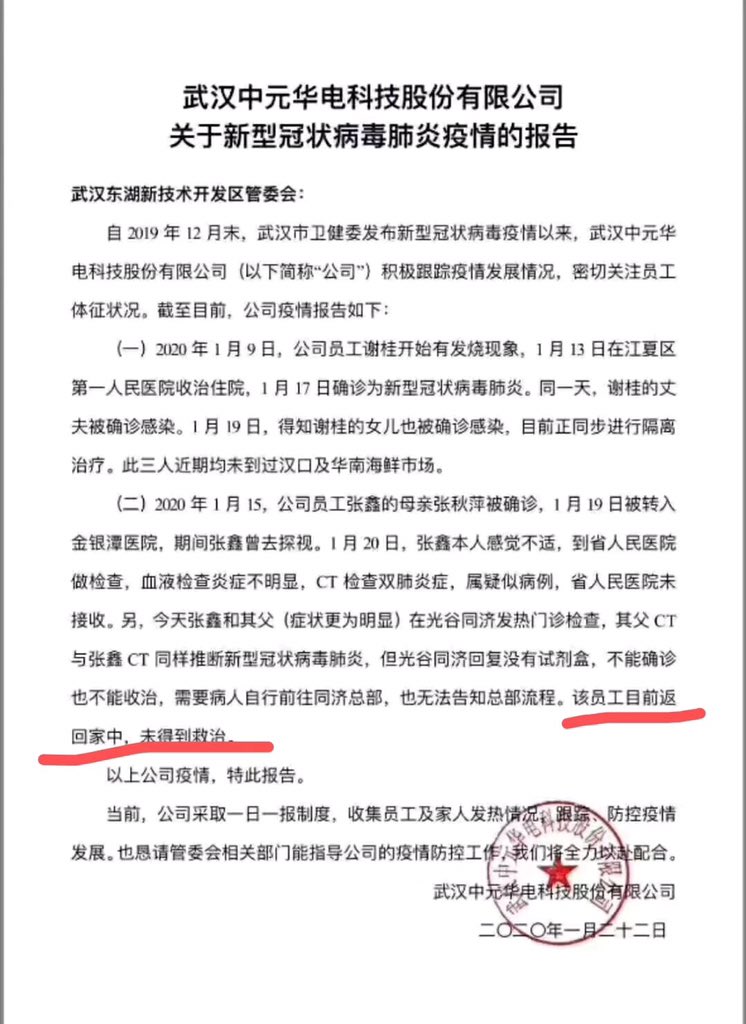 武汉中元华电科技股份有限公司
关于新型冠状病毒肺炎疫情的报告
武汉东湖新技术开发区管委会：
自 2019 年 12 月末，武汉市卫健委发布新型冠状病毒疫情以来，武汉中元华
电科技股份有限公司（以下简称“公司”）积极跟踪疫情发展情况，密切关注员工
体征状况。截至目前，公司疫情报告如下：
（一）2020 年 1 月 9 日，公司员工谢桂开始有发烧现象，1 月 13 日在江夏区
第一人民医院收治住院，1 月 17 日确诊为新型冠状病毒肺炎。同一天，谢桂的丈
夫被确诊感染。1 月 19 日，得知谢桂的女儿也被确诊感染，目前正同步进行隔离
治疗。此三人近期均未到过汉口及华南海鲜市场。
（二）2020 年 1 月 15，公司员工张鑫的母亲张秋萍被确诊，1 月 19 日被转入
金银潭医院，期间张鑫曾去探视。1 月 20 日，张鑫本人感觉不适，到省人民医院
做检查，血液检查炎症不明显，CT 检查双肺炎症，属疑似病例，省人民医院未
接收。另，今天张鑫和其父（症状更为明显）在光谷同济发热门诊检查，其父 CT
与张鑫 CT 同样推断新型冠状病毒肺炎，但光谷同济回复没有试剂盒，不能确诊
也不能收治，需要病人自行前往同济总部，也无法告知总部流程。该员工目前返
回家中，未得到救治。
以上公司疫情，特此报告。
当前，公司采取一日一报制度，收集员工及家人发热情况，跟踪、防控疫情
发展。也恳请管委会相关部门能指导公司的疫情防控工作，我们将全力以赴配合。
武汉中元华电科技股份有限公司
二〇二〇年一月二十二日
武汉中元华电科技股份有限公司